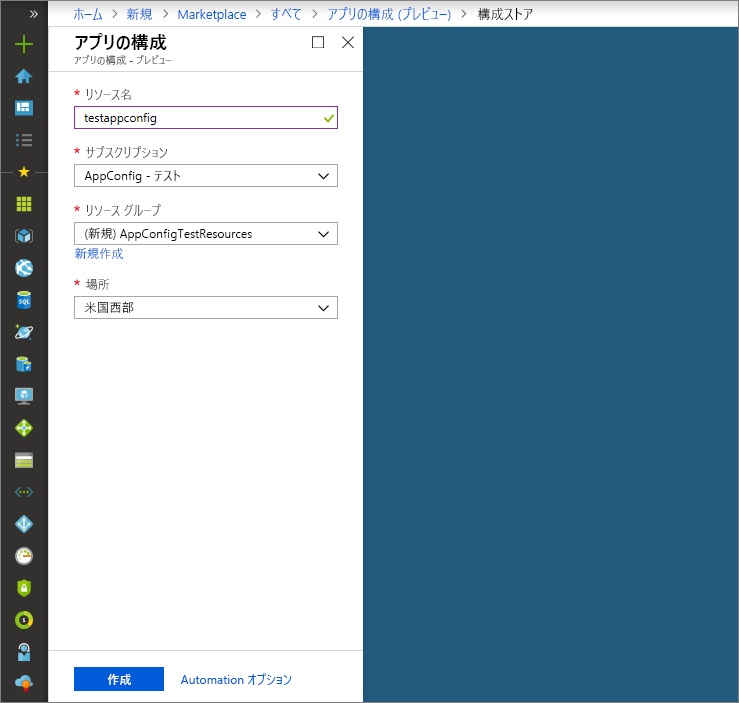 ホーム > 新規 > Marketplace > すべて > アプリの構成 (プレビュー) > 構成ストア
アプリの構成
アプリの構成 - プレビュー
* リソース名
testappconfig
* サブスクリプション
AppConfig - テスト
* リソース グループ
(新規) AppConfigTestResources
新規作成
* 場所
米国西部
作成 Automation オプション